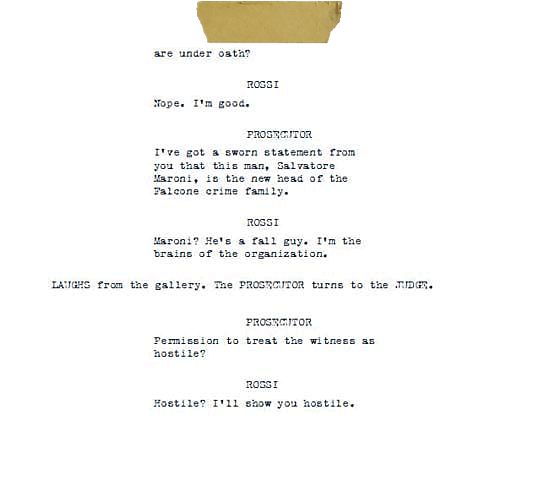 are under oath?
ROSSI
Nope. I'm good.
PROSECUTOR
I've got a sworn statement from
you that this man, Salvatore
Maroni, is the new head of the
Falcone crime family.
ROSSI
Maroni? He's a fall guy. I'm the
brains of the organization.
LAUGHS from the gallery. The PROSECUTOR turns to the JUDGE.
PROSECUTOR
Permission to treat the witness as
hostile?
ROSSI
Hostile? I'll show you hostile.